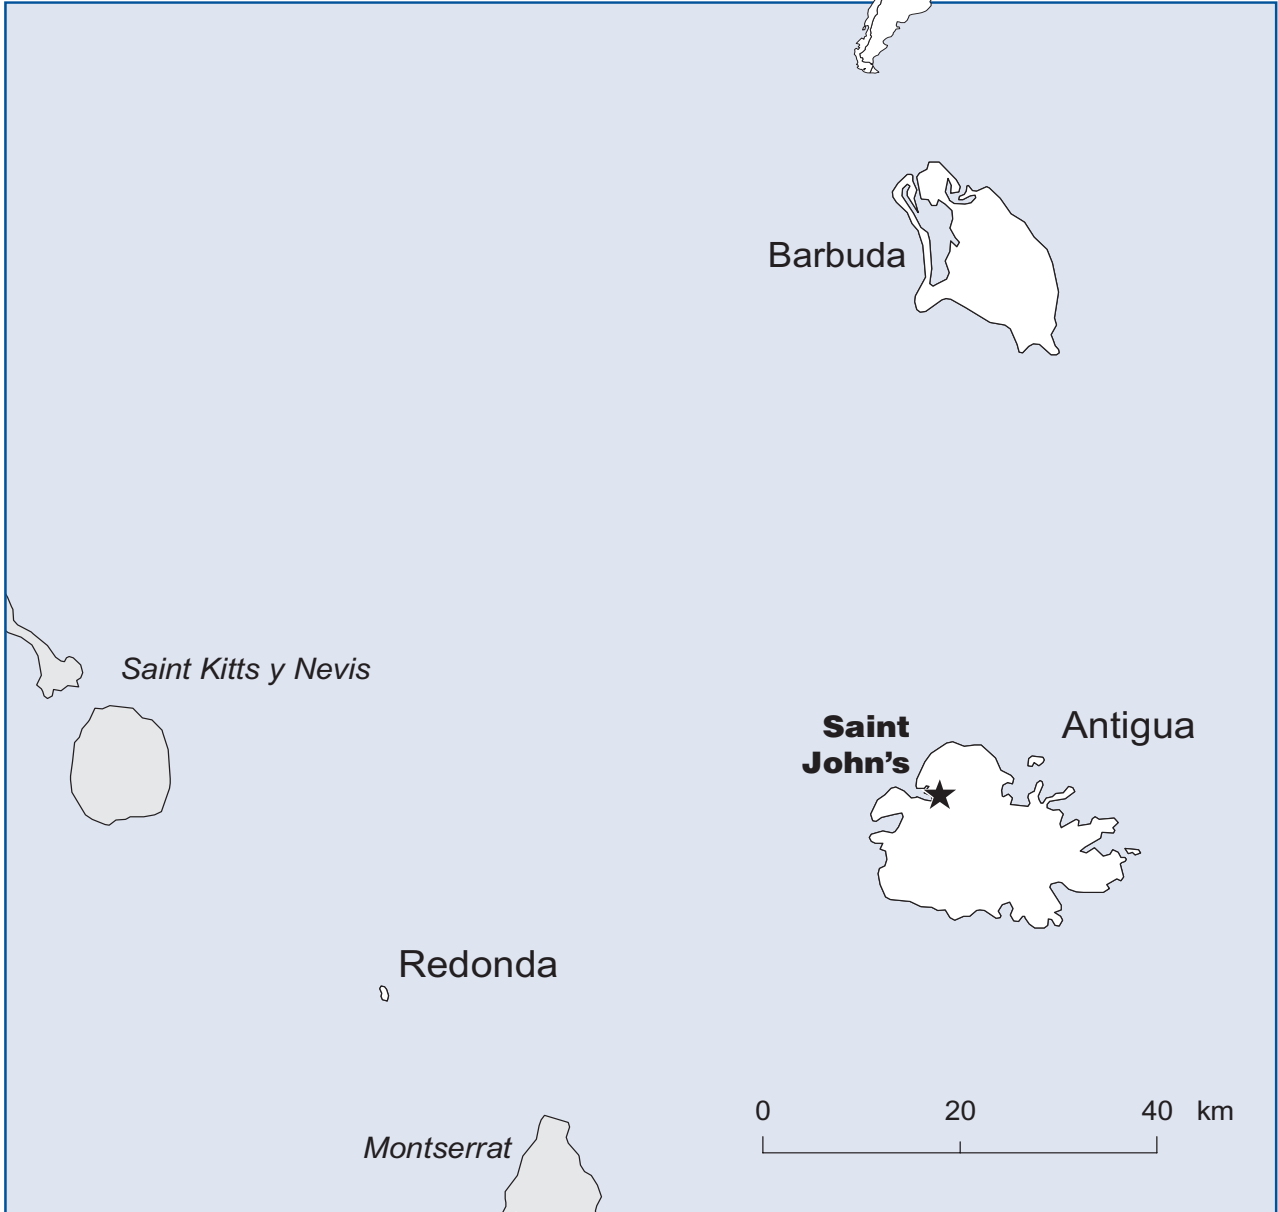 Barbuda
Saint Kitts y Nevis
Saint
John’s
Antigua
Redonda
0 20 40 km
Montserrat